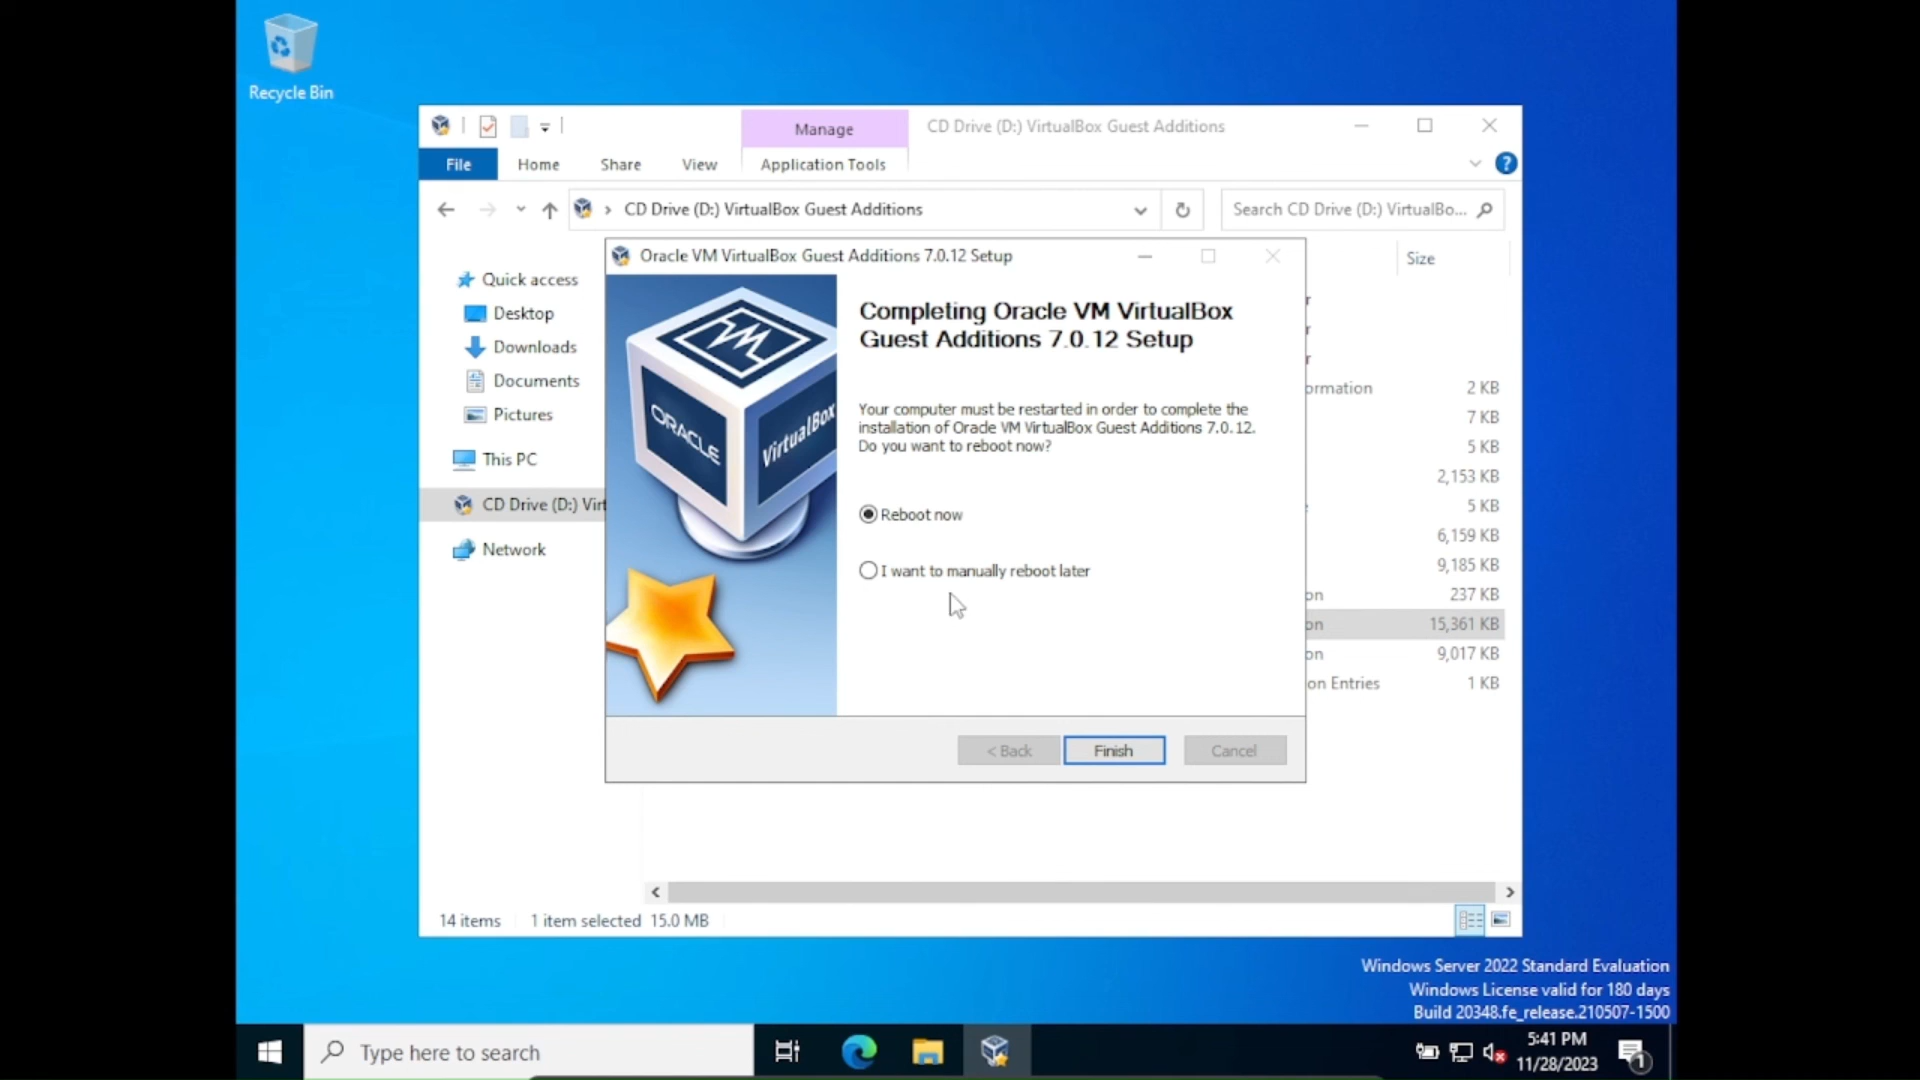 Recycle Bin
Manage
CD Drive (D:) VirtualBox Guest Additions
File
Home
Share
View
Application Tools
?
CD Drive (D:) VirtualBox Guest Additions
Search CD Drive (D:) VirtualBo...
Oracle VM VirtualBox Guest Additions 7.0.12 Setup
Size
Quick access
Desktop
Downloads
Documents
Pictures
This PC
CD Drive (D:) Virt
Network
ORACLE
VirtualBox
Completing Oracle VM VirtualBox
Guest Additions 7.0.12 Setup
Your computer must be restarted in order to complete the
installation of Oracle VM VirtualBox Guest Additions 7.0.12.
Do you want to reboot now?
Reboot now
I want to manually reboot later
< Back
Finish
Cancel
r
r
r
ormation 2 KB
7 KB
5 KB
2,153 KB
5 KB
6,159 KB
9,185 KB
on 237 KB
on 15,361 KB
on 9,017 KB
on Entries 1 KB
14 items
1 item selected 15.0 MB
Windows Server 2022 Standard Evaluation
Windows License valid for 180 days
Build 20348.fe_release.210507-1500
Type here to search
5:41 PM
11/28/2023
1